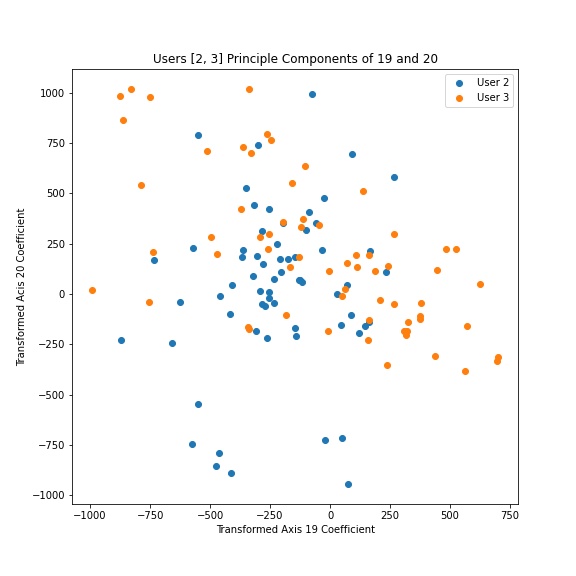 Users [2, 3] Principle Components of 19 and 20
User 2
User 3
1000
750
500
250
0
−250
−500
−750
−1000
Transformed Acis 20 Coefficient
−1000 −750 −500 −250 0 250 500 750
Transformed Axis 19 Coefficient